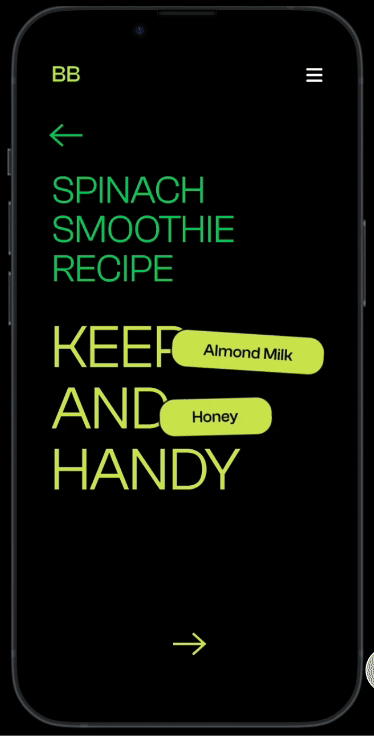 BB
SPINACH
SMOOTHIE
RECIPE
KEEP
Almond Milk
AND
Honey
HANDY